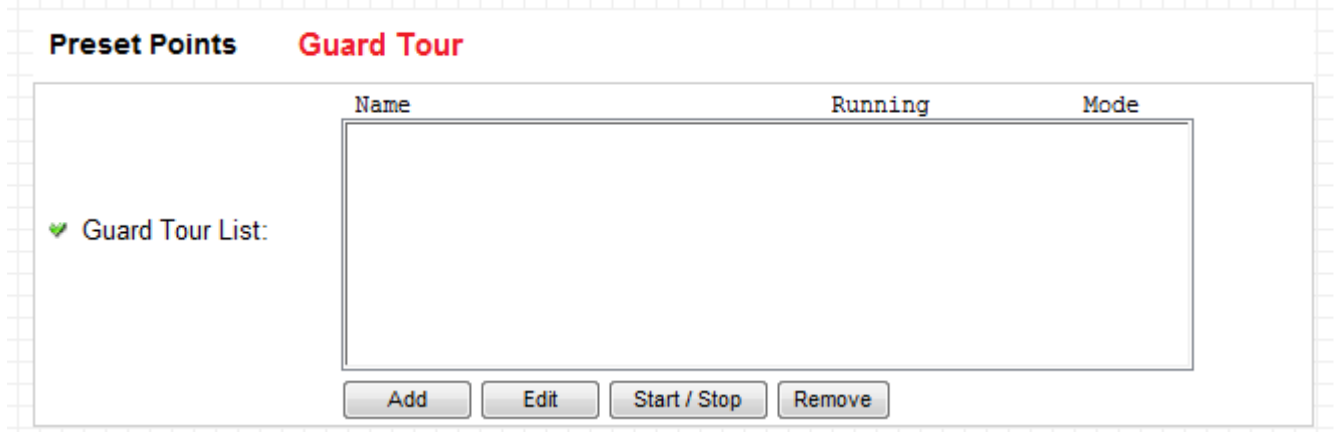 Preset Points Guard Tour
Name Running Mode
Guard Tour List:
Add Edit Start / Stop Remove